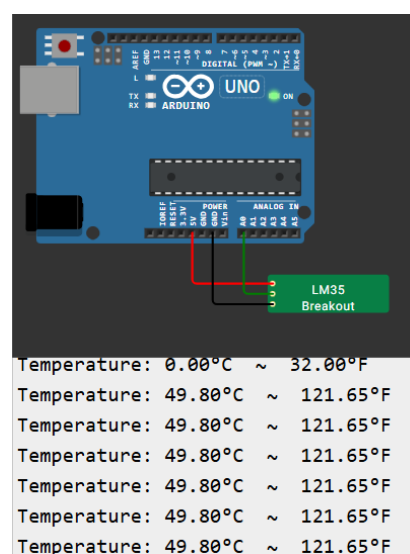 AREF
GND
13
12
~11
~10
~9
8
7
~6
~5
4
~3
2
TX→1
RX←0
DIGITAL (PWM ~)
L
TX
RX
UNO
ON
ARDUINO
IOREF
RESET
3.3V
5V
GND
GND
Vin
POWER
ANALOG IN
A0
A1
A2
A3
A4
A5
LM35
Breakout
Temperature: 0.00°C ~ 32.00°F
Temperature: 49.80°C ~ 121.65°F
Temperature: 49.80°C ~ 121.65°F
Temperature: 49.80°C ~ 121.65°F
Temperature: 49.80°C ~ 121.65°F
Temperature: 49.80°C ~ 121.65°F
Temperature: 49.80°C ~ 121.65°F